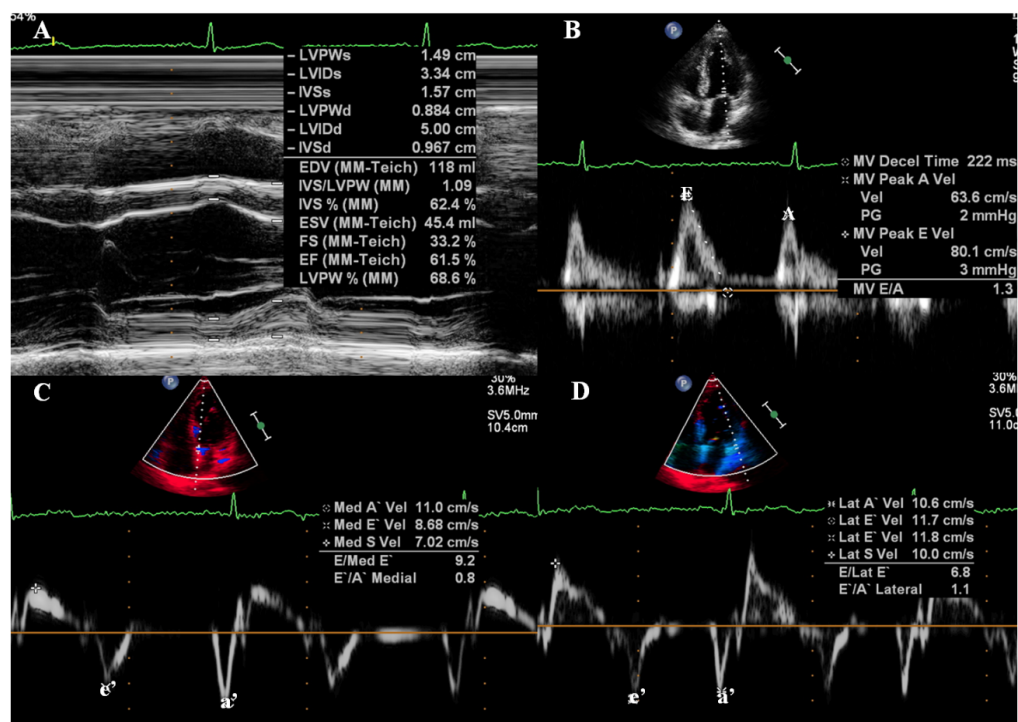 54%
A
– LVPWs 1.49 cm
– LVIDs 3.34 cm
– IVSs 1.57 cm
– LVPWd 0.884 cm
– LVIDd 5.00 cm
– IVSd 0.967 cm
EDV (MM-Teich) 118 ml
IVS/LVPW (MM) 1.09
IVS % (MM) 62.4 %
ESV (MM-Teich) 45.4 ml
FS (MM-Teich) 33.2 %
EF (MM-Teich) 61.5 %
LVPW % (MM) 68.6 %
B
P
MV Decel Time 222 ms
MV Peak A Vel
Vel 63.6 cm/s
PG 2 mmHg
MV Peak E Vel
Vel 80.1 cm/s
PG 3 mmHg
MV E/A 1.3
E
A
C
P
30%
3.6MHz
SV5.0mm
10.4cm
Med A` Vel 11.0 cm/s
Med E` Vel 8.68 cm/s
Med S Vel 7.02 cm/s
E/Med E` 9.2
E`/A` Medial 0.8
e’
a’
D
P
30%
3.6M
SV5.0
11.0c
Lat A` Vel 10.6 cm/s
Lat E` Vel 11.7 cm/s
Lat E` Vel 11.8 cm/s
Lat S Vel 10.0 cm/s
E/Lat E` 6.8
E`/A` Lateral 1.1
e’
a’